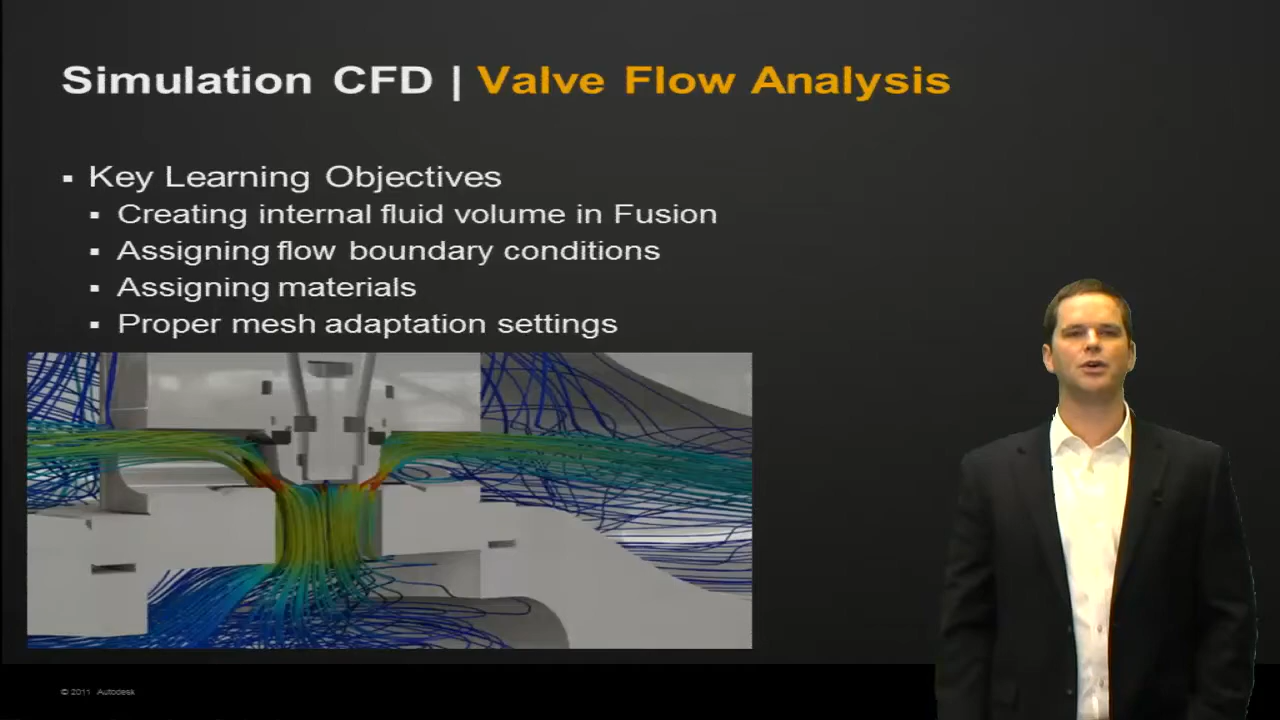 Simulation CFD | Valve Flow Analysis
▪ Key Learning Objectives
▪ Creating internal fluid volume in Fusion
▪ Assigning flow boundary conditions
▪ Assigning materials
▪ Proper mesh adaptation settings
© 2011 Autodesk